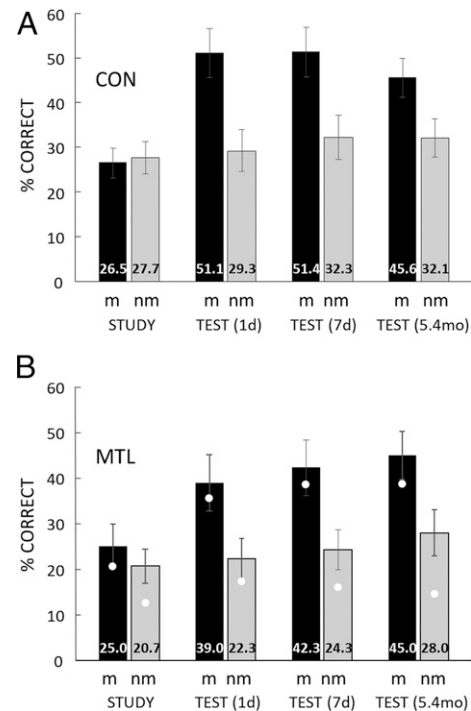 A
CON
% CORRECT
60
50
40
30
20
10
0
26.5 27.7 51.1 29.3 51.4 32.3 45.6 32.1
m nm m nm m nm m nm
STUDY TEST (1d) TEST (7d) TEST (5.4mo)
B
MTL
% CORRECT
60
50
40
30
20
10
0
25.0 20.7 39.0 22.3 42.3 24.3 45.0 28.0
m nm m nm m nm m nm
STUDY TEST (1d) TEST (7d) TEST (5.4mo)